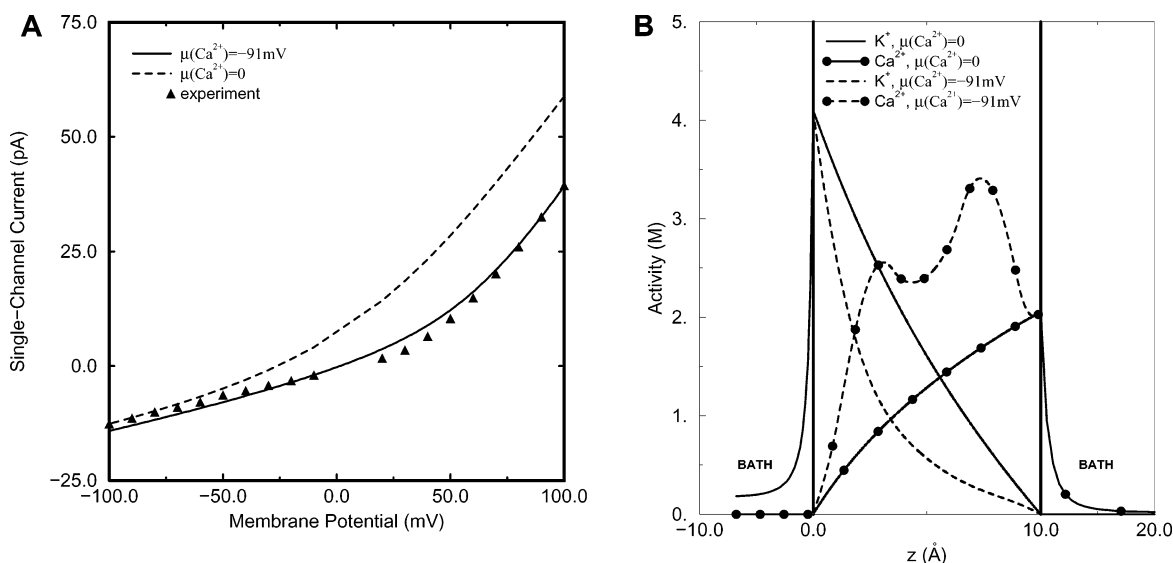 A
75.0
50.0
25.0
0.0
−25.0
Single−Channel Current (pA)
μ(Ca²⁺)=−91mV
μ(Ca²⁺)=0
experiment
−100.0 −50.0 0.0 50.0 100.0
Membrane Potential (mV)
B
5.
4.
3.
2.
1.
0.
Activity (M)
K⁺, μ(Ca²⁺)=0
Ca²⁺, μ(Ca²⁺)=0
K⁺, μ(Ca²⁺)=−91mV
Ca²⁺, μ(Ca²⁺)=−91mV
BATH BATH
−10.0 0.0 10.0 20.0
z (Å)